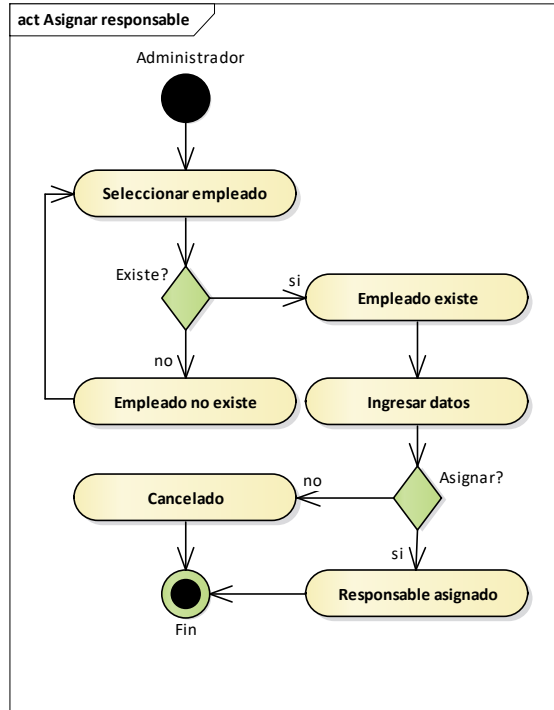 act Asignar responsable
Administrador
Seleccionar empleado
Existe?
si
Empleado existe
no
Empleado no existe
Ingresar datos
Asignar?
no
Cancelado
si
Responsable asignado
Fin